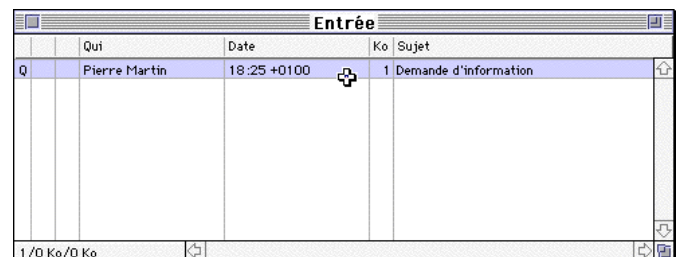 Entrée
Qui Date Ko Sujet
Q Pierre Martin 18:25 +0100 1 Demande d'information
1/0 Ko/0 Ko